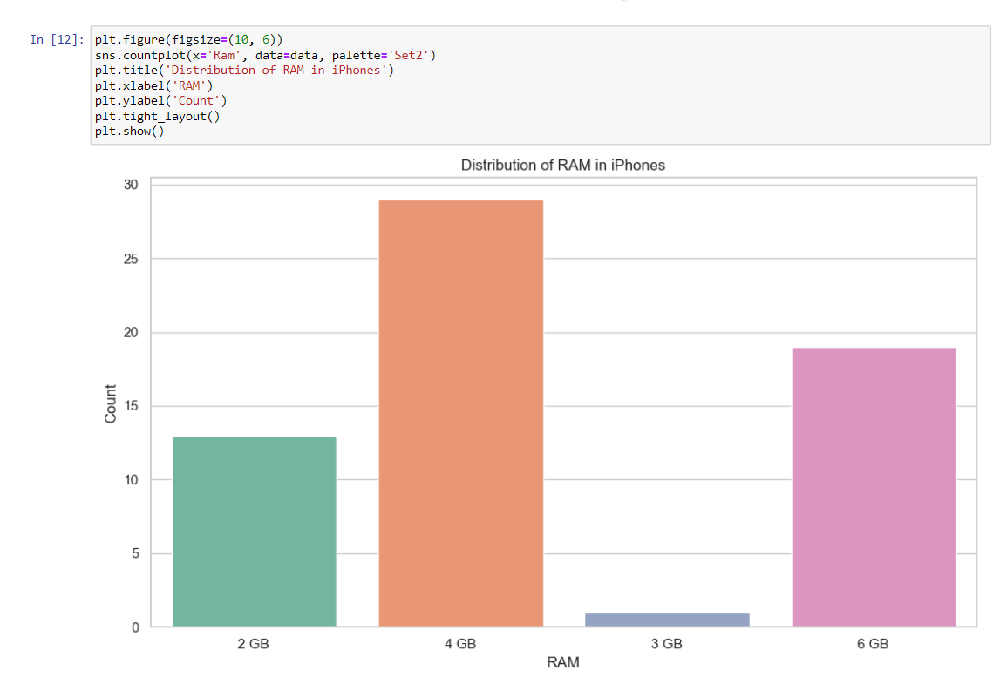 In [12]: plt.figure(figsize=(10, 6))
sns.countplot(x='Ram', data=data, palette='Set2')
plt.title('Distribution of RAM in iPhones')
plt.xlabel('RAM')
plt.ylabel('Count')
plt.tight_layout()
plt.show()
Distribution of RAM in iPhones
30
25
20
15
10
5
0
Count
2 GB 4 GB 3 GB 6 GB
RAM